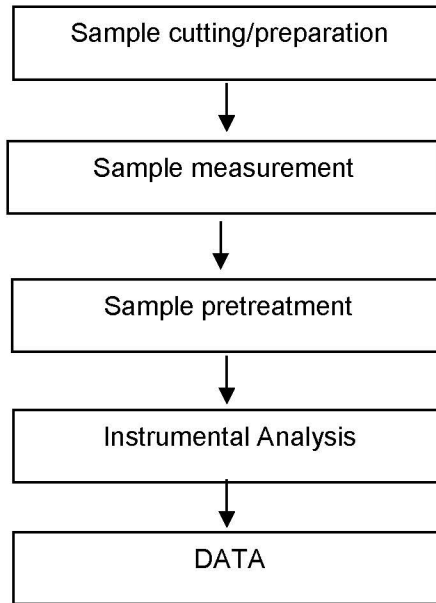 Sample cutting/preparation
Sample measurement
Sample pretreatment
Instrumental Analysis
DATA